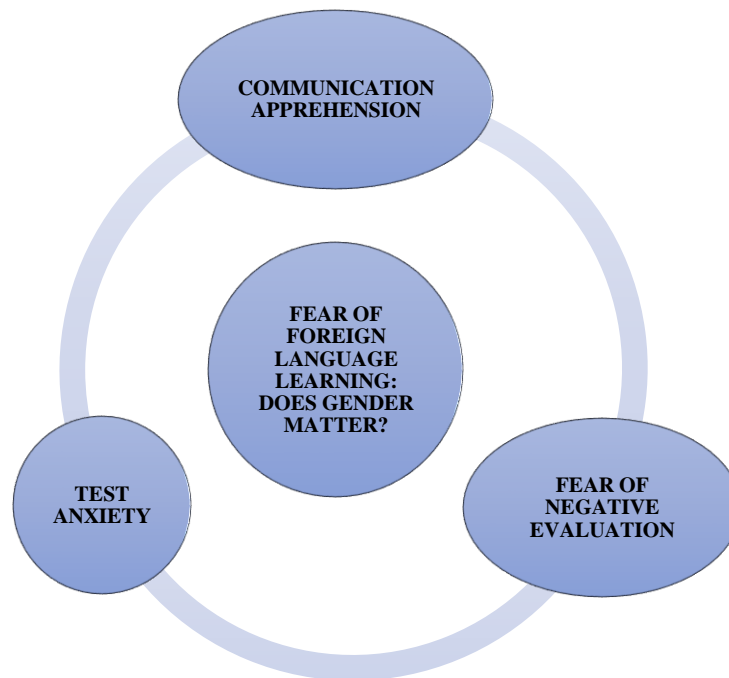 COMMUNICATION
APPREHENSION
FEAR OF
FOREIGN
LANGUAGE
LEARNING:
DOES GENDER
MATTER?
TEST
ANXIETY
FEAR OF
NEGATIVE
EVALUATION